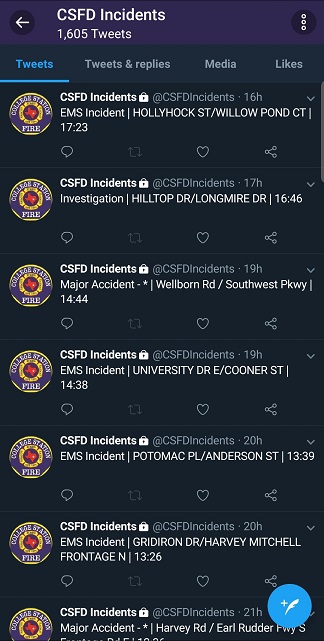 CSFD Incidents
1,605 Tweets
Tweets Tweets & replies Media Likes
CSFD Incidents @CSFDIncidents · 16h
EMS Incident | HOLLYHOCK ST/WILLOW POND CT |
17:23
COLLEGE STATION
FIRE
CSFD Incidents @CSFDIncidents · 17h
Investigation | HILLTOP DR/LONGMIRE DR | 16:46
COLLEGE STATION
FIRE
CSFD Incidents @CSFDIncidents · 19h
Major Accident - * | Wellborn Rd / Southwest Pkwy |
14:44
COLLEGE STATION
FIRE
CSFD Incidents @CSFDIncidents · 19h
EMS Incident | UNIVERSITY DR E/COONER ST |
14:38
COLLEGE STATION
FIRE
CSFD Incidents @CSFDIncidents · 20h
EMS Incident | POTOMAC PL/ANDERSON ST | 13:39
COLLEGE STATION
FIRE
CSFD Incidents @CSFDIncidents · 20h
EMS Incident | GRIDIRON DR/HARVEY MITCHELL
FRONTAGE N | 13:26
COLLEGE STATION
FIRE
CSFD Incidents @CSFDIncidents · 21h
Major Accident - * | Harvey Rd / Earl Rudder Fwy S
COLLEGE STATION